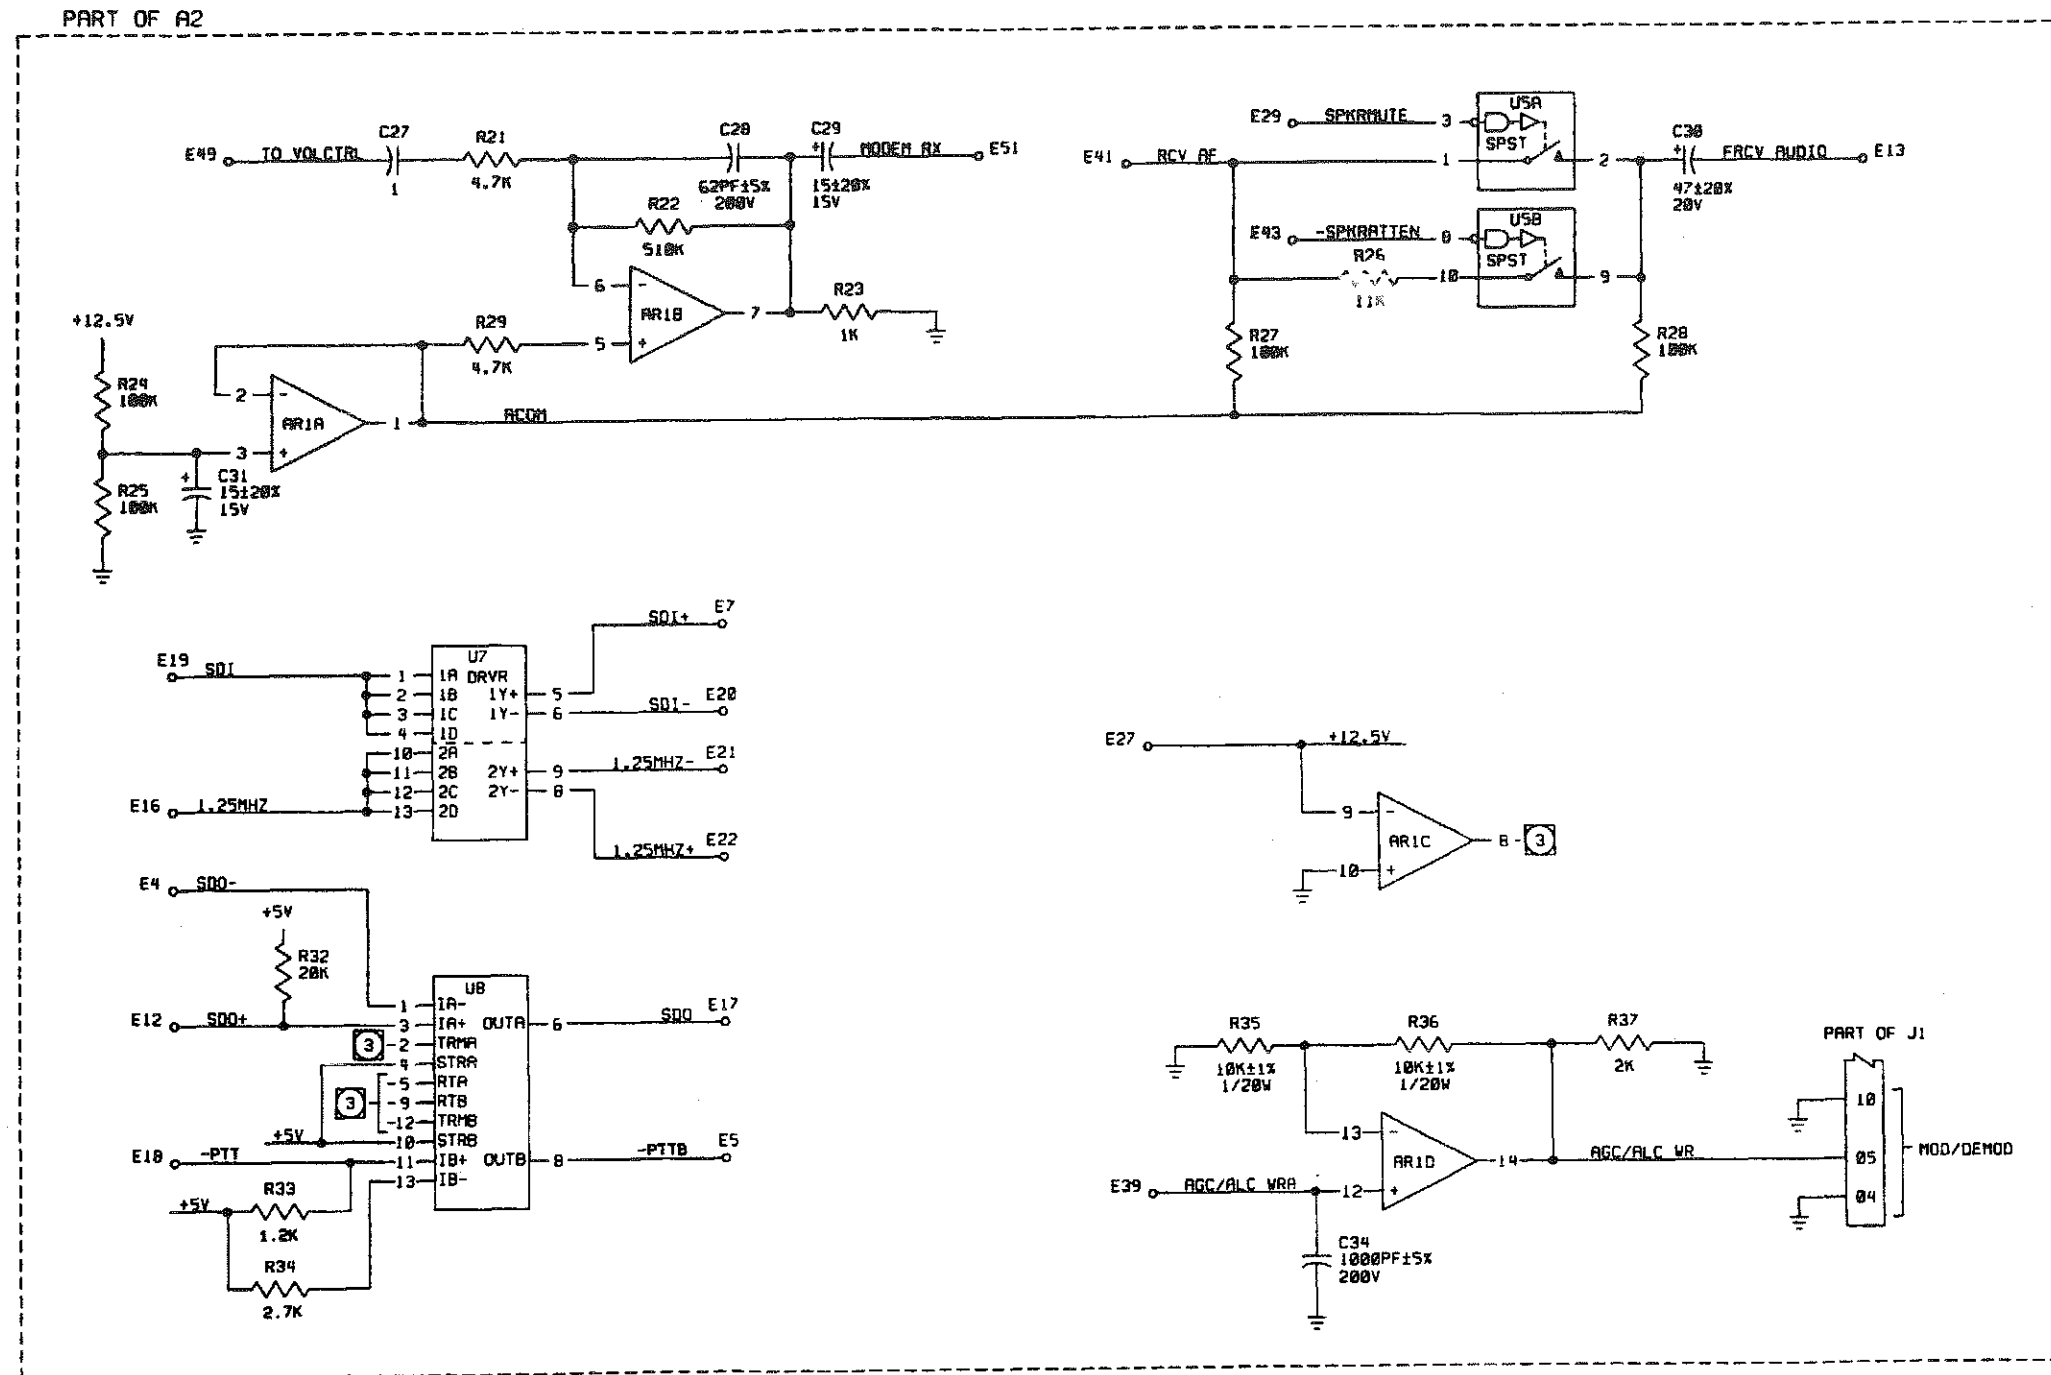 PART OF A2
E49 TO VOLCTRL
C27
1
R21
4.7K
C28
62PF±5%
200V
C29
+
15±20%
15V
MODEM RX E51
R22
510K
6 -
AR1B 7
5 +
R23
1K
R29
4.7K
+12.5V
R24
100K
R25
100K
2 -
AR1A 1
3 +
ACOM
+
C31
15±20%
15V
E41 RCV AF
E29 SPKRMUTE 3
U5A
SPST
1
2
C30
+
47±20%
20V
FRCV AUDIO E13
E43 -SPKRATTEN 8
U5B
SPST
R26
11K
10
9
R27
100K
R28
100K
E19 SDI
U7
DRVR
1 1A
2 1B
3 1C
4 1D
10 2A
11 2B
12 2C
13 2D
1Y+ 5
1Y- 6
2Y+ 9
2Y- 8
SDI+ E7
SDI- E20
1.25MHZ- E21
1.25MHZ+ E22
E16 1.25MHZ
E27 +12.5V
9 -
AR1C 8 3
10 +
E4 SDO-
+5V
R32
20K
E12 SDO+
U8
1 IA-
3 IA+
3 2 TRMA
4 STRA
5 RTA
3 9 RTB
12 TRMB
+5V 10 STRB
E18 -PTT 11 IB+
13 IB-
OUTA 6 SDO E17
OUTB 8 -PTTB E5
+5V
R33
1.2K
R34
2.7K
R35
10K±1%
1/20W
R36
10K±1%
1/20W
R37
2K
13 -
AR1D 14
12 +
AGC/ALC WR
E39 AGC/ALC WRA
C34
1000PF±5%
200V
PART OF J1
10
05
04
MOD/DEMOD